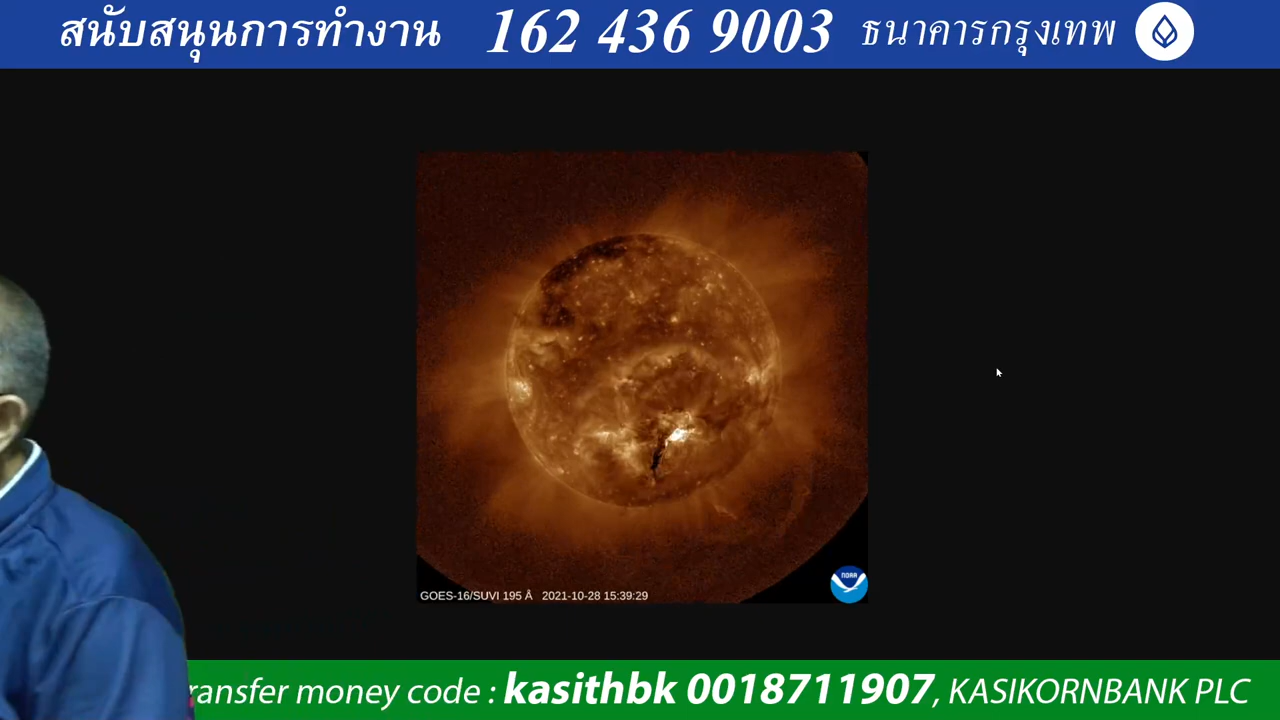 สนับสนุนการทำงาน 162 436 9003 ธนาคารกรุงเทพ
NOAA
GOES-16/SUVI 195 Å 2021-10-28 15:39:29
ransfer money code : kasithbk 0018711907, KASIKORNBANK PLC